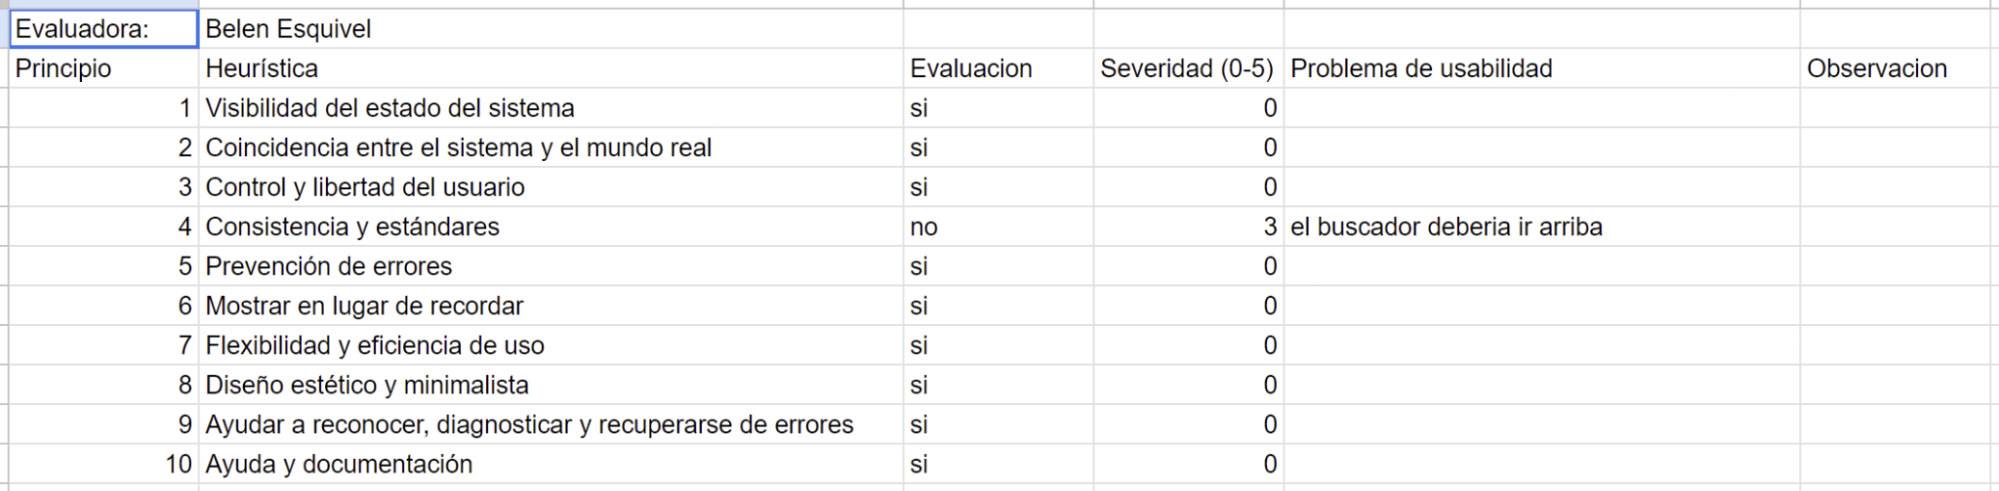 Evaluadora: Belen Esquivel
Principio Heurística Evaluacion Severidad (0-5) Problema de usabilidad Observacion
1 Visibilidad del estado del sistema si 0
2 Coincidencia entre el sistema y el mundo real si 0
3 Control y libertad del usuario si 0
4 Consistencia y estándares no 3 el buscador deberia ir arriba
5 Prevención de errores si 0
6 Mostrar en lugar de recordar si 0
7 Flexibilidad y eficiencia de uso si 0
8 Diseño estético y minimalista si 0
9 Ayudar a reconocer, diagnosticar y recuperarse de errores si 0
10 Ayuda y documentación si 0